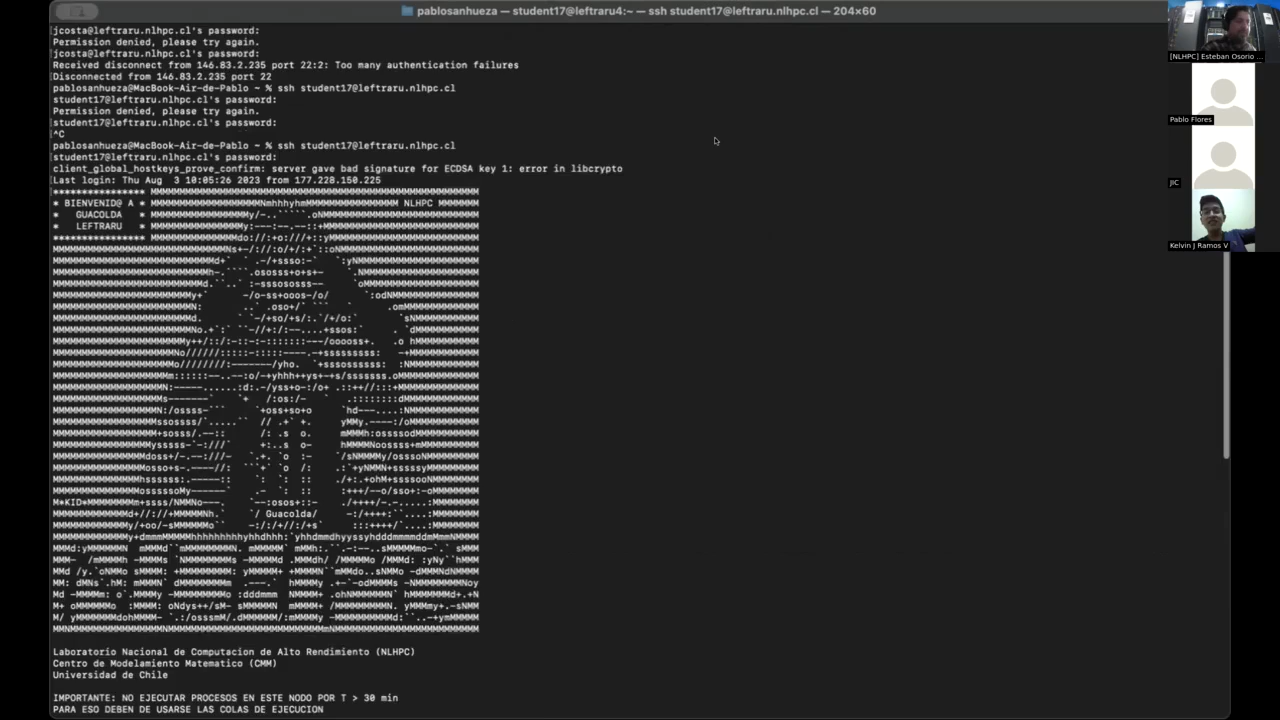 pablosanhueza — student17@leftraru4:~ — ssh student17@leftraru.nlhpc.cl — 204×60
jcosta@leftraru.nlhpc.cl's password:
Permission denied, please try again.
jcosta@leftraru.nlhpc.cl's password:
Received disconnect from 146.83.2.235 port 22:2: Too many authentication failures
Disconnected from 146.83.2.235 port 22
pablosanhueza@MacBook-Air-de-Pablo ~ % ssh student17@leftraru.nlhpc.cl
student17@leftraru.nlhpc.cl's password:
Permission denied, please try again.
student17@leftraru.nlhpc.cl's password:
^C
pablosanhueza@MacBook-Air-de-Pablo ~ % ssh student17@leftraru.nlhpc.cl
student17@leftraru.nlhpc.cl's password:
client_global_hostkeys_prove_confirm: server gave bad signature for ECDSA key 1: error in libcrypto
Last login: Thu Aug  3 10:05:26 2023 from 177.228.150.225
* BIENVENID@ A *
NLHPC
* GUACOLDA *
* LEFTRARU *
M*KID*M
/ Guacolda/
Laboratorio Nacional de Computacion de Alto Rendimiento (NLHPC)
Centro de Modelamiento Matematico (CMM)
Universidad de Chile
IMPORTANTE: NO EJECUTAR PROCESOS EN ESTE NODO POR T > 30 min
PARA ESO DEBEN DE USARSE LAS COLAS DE EJECUCION
[NLHPC] Esteban Osorio ...
Pablo Flores
JIC
Kelvin J Ramos V